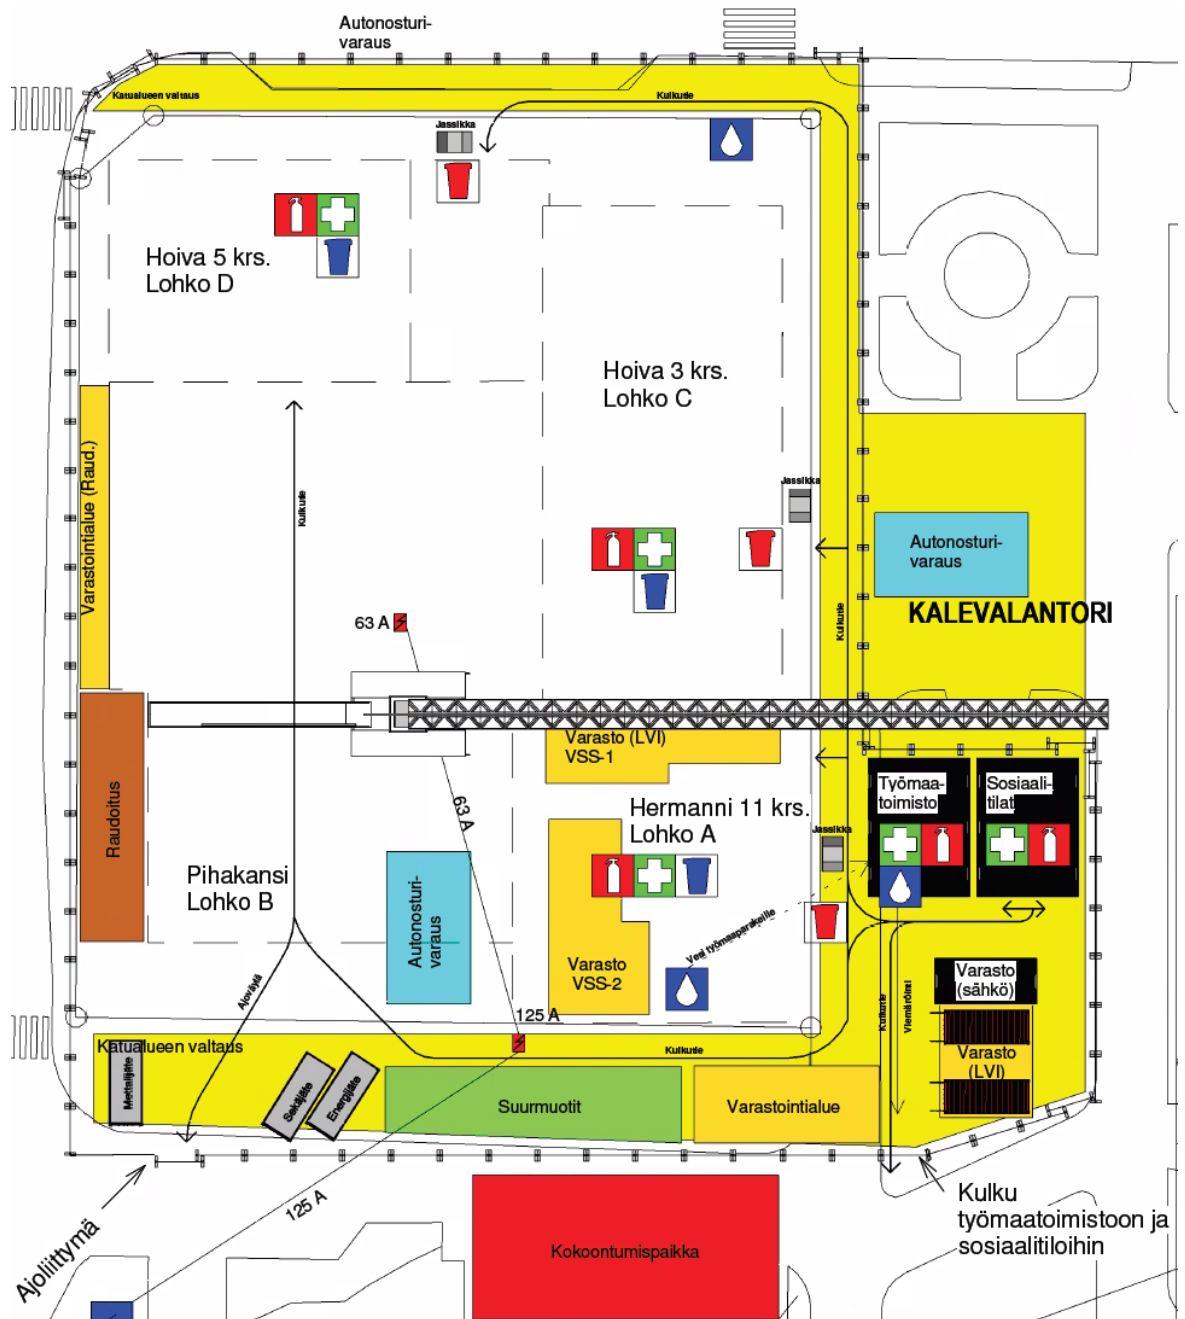 Autonosturi-
varaus
Katualueen valtaus
Kulkutie
Jassikka
Hoiva 5 krs.
Lohko D
Hoiva 3 krs.
Lohko C
Varastointialue (Raud.)
Kulkutie
Jassikka
Autonosturi-
varaus
KALEVALANTORI
Kulkutie
63 A
Varasto (LVI)
VSS-1
Raudoitus
63 A
Työmaa-
toimisto
Sosiaali-
tilat
Hermanni 11 krs.
Lohko A
Jassikka
Pihakansi
Lohko B
Autonosturi-
varaus
Vesi työmaaparakeille
Varasto
VSS-2
Ajoväylä
Varasto
(sähkö)
Kulkutie
Viemäröinti
125 A
Katualueen valtaus
Kulkutie
Varasto
(LVI)
Metallijäte
Sekäjäte
Energijäte
Suurmuotit
Varastointialue
125 A
Ajoliittymä
Kulku
työmaatoimistoon ja
sosiaalitiloihin
Kokoontumispaikka